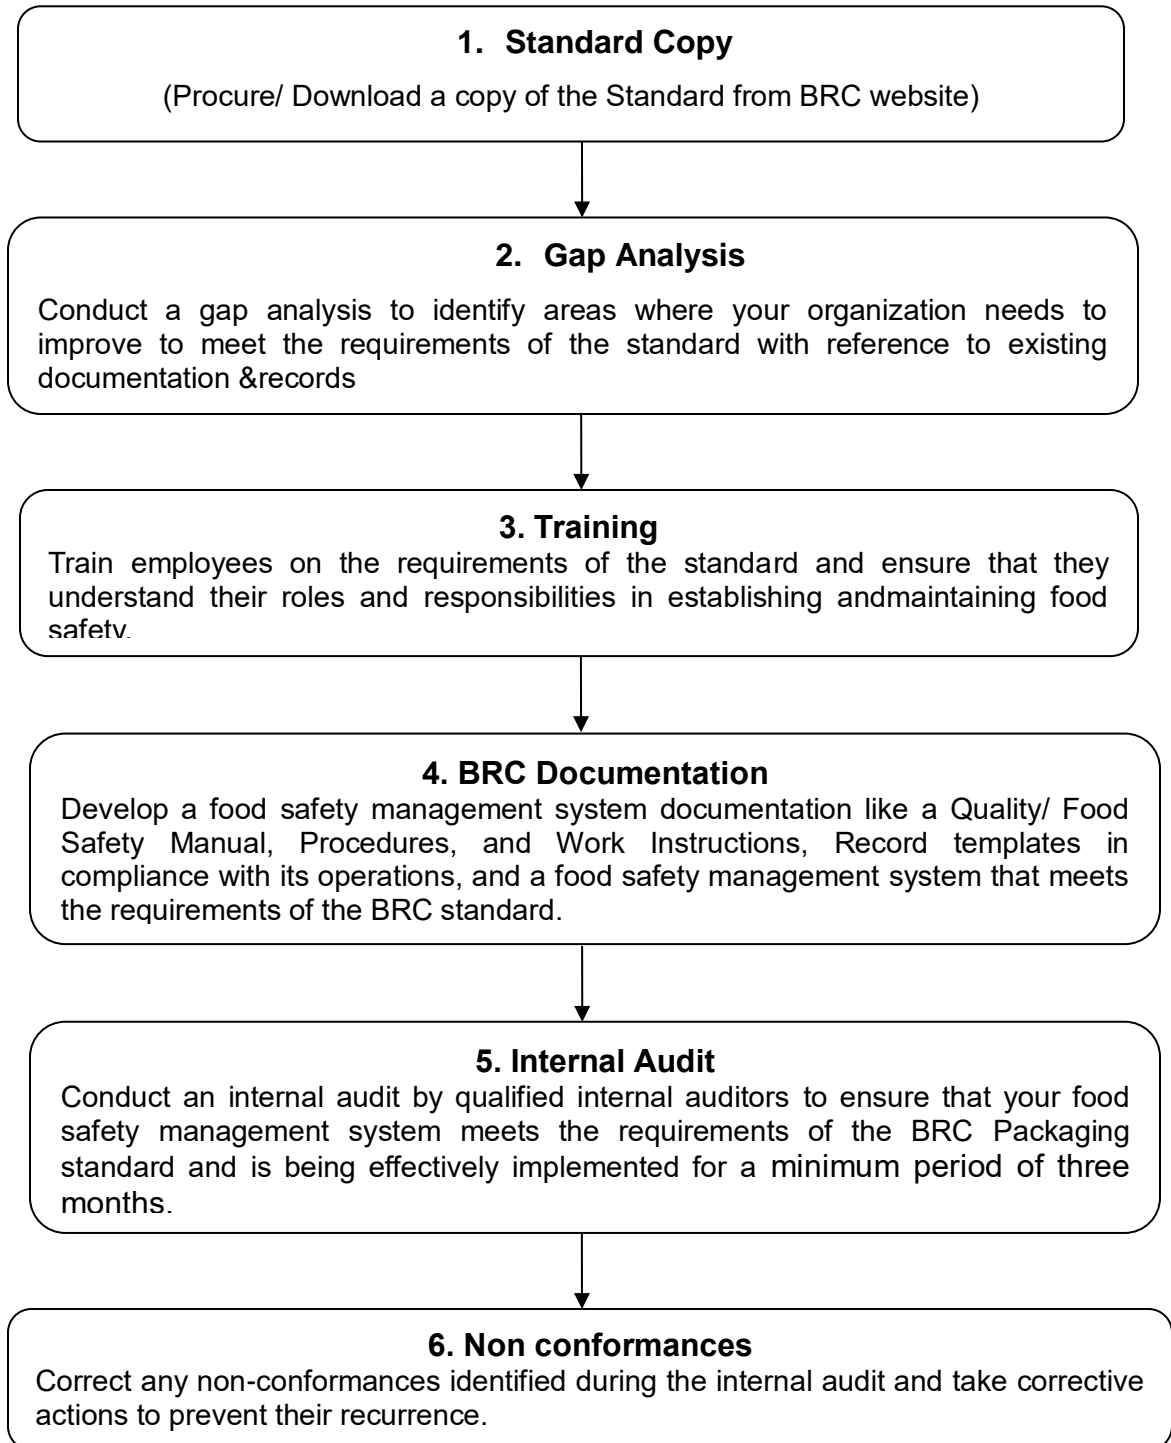 1. Standard Copy
(Procure/ Download a copy of the Standard from BRC website)
2. Gap Analysis
Conduct a gap analysis to identify areas where your organization needs to
improve to meet the requirements of the standard with reference to existing
documentation &records
3. Training
Train employees on the requirements of the standard and ensure that they
understand their roles and responsibilities in establishing andmaintaining food
safety.
4. BRC Documentation
Develop a food safety management system documentation like a Quality/ Food
Safety Manual, Procedures, and Work Instructions, Record templates in
compliance with its operations, and a food safety management system that meets
the requirements of the BRC standard.
5. Internal Audit
Conduct an internal audit by qualified internal auditors to ensure that your food
safety management system meets the requirements of the BRC Packaging
standard and is being effectively implemented for a minimum period of three
months.
6. Non conformances
Correct any non-conformances identified during the internal audit and take corrective
actions to prevent their recurrence.